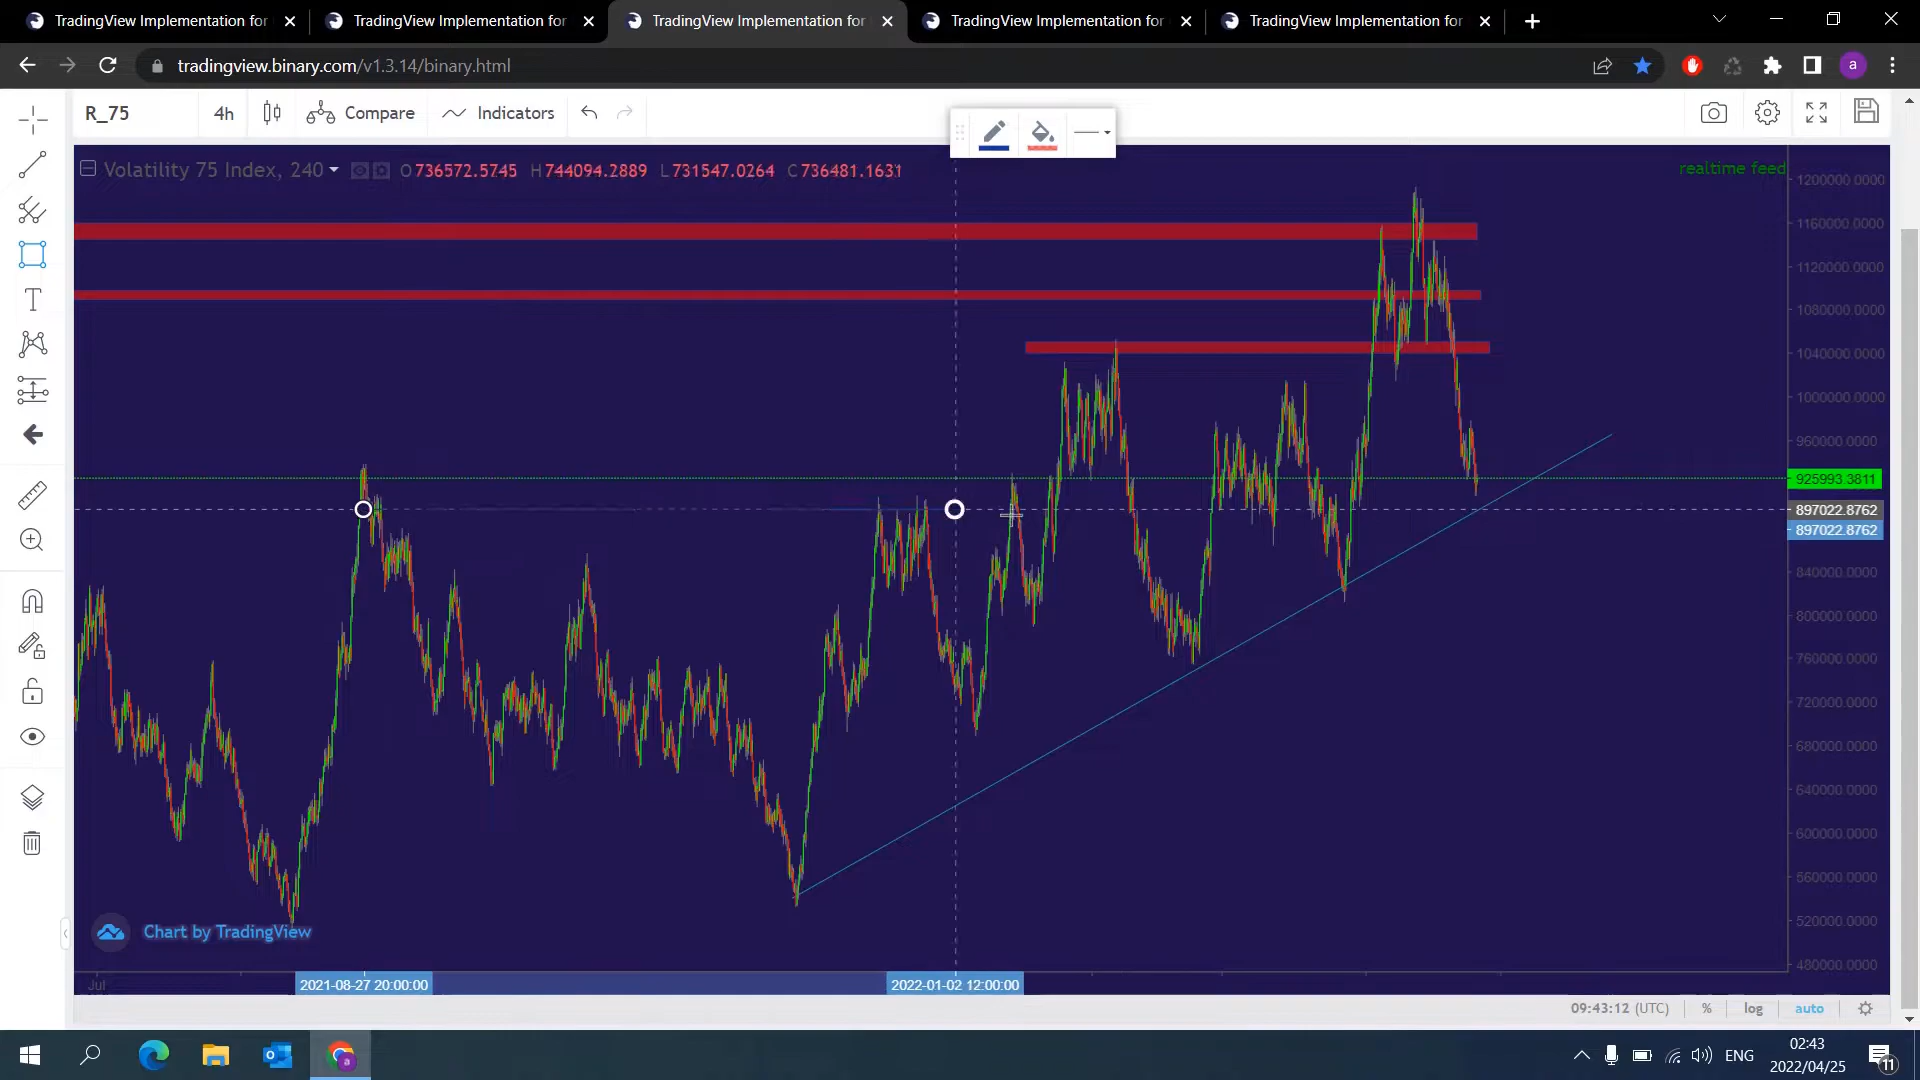 TradingView Implementation for
TradingView Implementation for
TradingView Implementation for
TradingView Implementation for
TradingView Implementation for
tradingview.binary.com/v1.3.14/binary.html
a
R_75
4h
Compare
Indicators
Volatility 75 Index, 240
O736572.5745 H744094.2889 L731547.0264 C736481.1631
realtime feed
1200000.0000
1160000.0000
1120000.0000
1080000.0000
1040000.0000
1000000.0000
960000.0000
925993.3811
897022.8762
897022.8762
840000.0000
800000.0000
760000.0000
720000.0000
680000.0000
640000.0000
600000.0000
560000.0000
520000.0000
480000.0000
T
Chart by TradingView
Jul
2021-08-27 20:00:00
2022-01-02 12:00:00
09:43:12 (UTC)
%
log
auto
a
ENG
02:43
2022/04/25
11